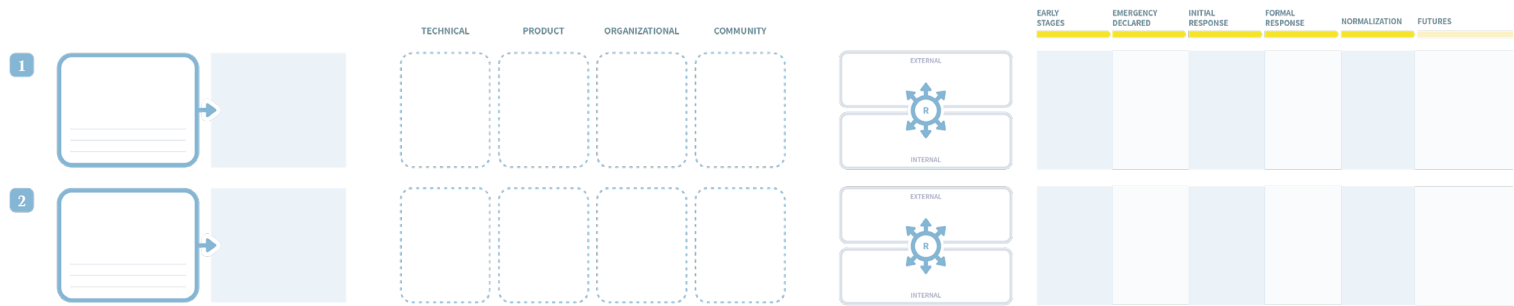 EARLY STAGES
EMERGENCY DECLARED
INITIAL RESPONSE
FORMAL RESPONSE
NORMALIZATION
FUTURES
TECHNICAL
PRODUCT
ORGANIZATIONAL
COMMUNITY
1
EXTERNAL
R
INTERNAL
2
EXTERNAL
R
INTERNAL